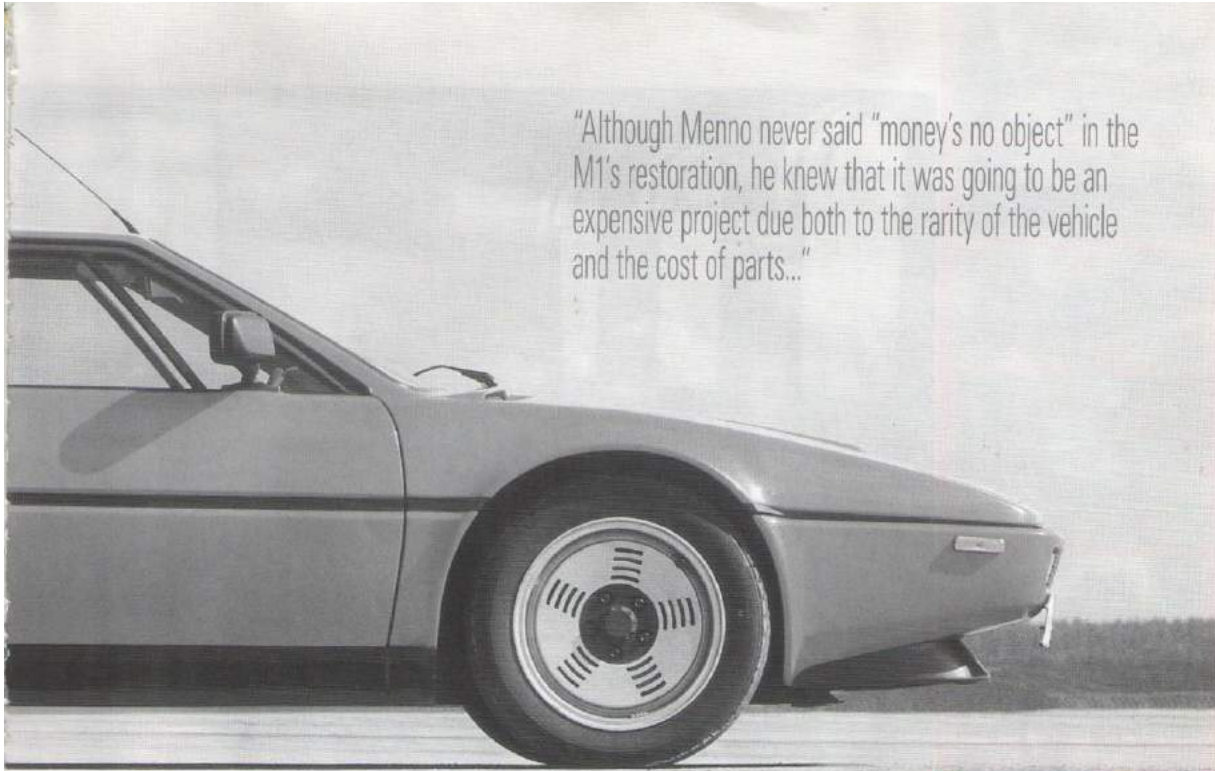 "Although Menno never said "money's no object" in the
M1's restoration, he knew that it was going to be an
expensive project due both to the rarity of the vehicle
and the cost of parts..."